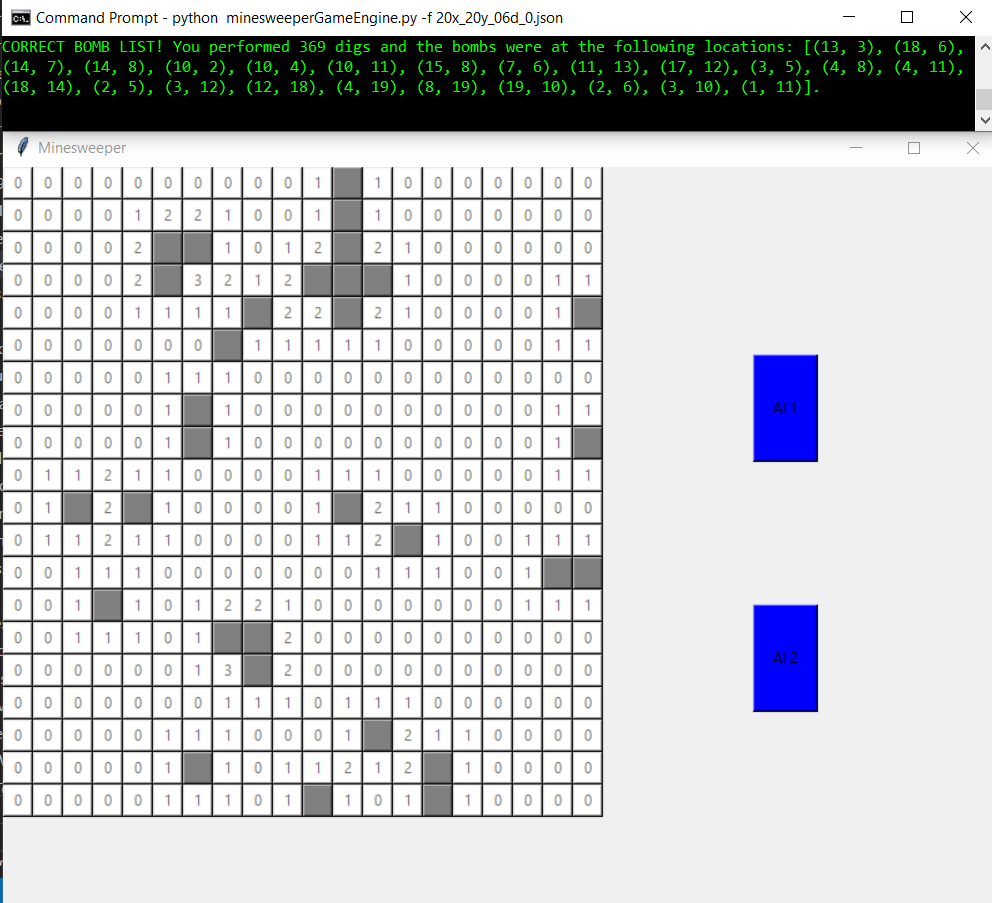 Command Prompt - python  minesweeperGameEngine.py -f 20x_20y_06d_0.json
CORRECT BOMB LIST! You performed 369 digs and the bombs were at the following locations: [(13, 3), (18, 6),
(14, 7), (14, 8), (10, 2), (10, 4), (10, 11), (15, 8), (7, 6), (11, 13), (17, 12), (3, 5), (4, 8), (4, 11),
(18, 14), (2, 5), (3, 12), (12, 18), (4, 19), (8, 19), (19, 10), (2, 6), (3, 10), (1, 11)].
Minesweeper
0 0 0 0 0 0 0 0 0 0 1 1 0 0 0 0 0 0 0
0 0 0 0 1 2 2 1 0 0 1 1 0 0 0 0 0 0 0
0 0 0 0 2 1 0 1 2 2 1 0 0 0 0 0 0
0 0 0 0 2 3 2 1 2 1 0 0 0 0 1 1
0 0 0 0 1 1 1 1 2 2 2 1 0 0 0 0 1
0 0 0 0 0 0 0 1 1 1 1 1 0 0 0 0 0 1 1
0 0 0 0 0 1 1 1 0 0 0 0 0 0 0 0 0 0 0 0
0 0 0 0 0 1 1 0 0 0 0 0 0 0 0 0 0 1 1
0 0 0 0 0 1 1 0 0 0 0 0 0 0 0 0 0 1
0 1 1 2 1 1 0 0 0 0 1 1 1 0 0 0 0 0 1 1
0 1 2 1 0 0 0 0 1 2 1 1 0 0 0 0
0 1 1 2 1 1 0 0 0 0 1 1 2 1 0 0 1 1 1
0 0 1 1 1 0 0 0 0 0 0 0 1 1 1 0 0 1
0 0 1 1 0 1 2 2 1 0 0 0 0 0 0 0 1 1 1
0 0 1 1 1 0 1 2 0 0 0 0 0 0 0 0 0 0
0 0 0 0 0 0 1 3 2 0 0 0 0 0 0 0 0 0 0
0 0 0 0 0 0 0 1 1 1 0 1 1 1 0 0 0 0 0 0
0 0 0 0 0 1 1 1 0 0 0 1 2 1 1 0 0 0 0
0 0 0 0 0 1 1 0 1 1 2 1 2 1 0 0 0 0
0 0 0 0 0 1 1 1 0 1 1 0 1 1 0 0 0 0
AI 1
AI 2